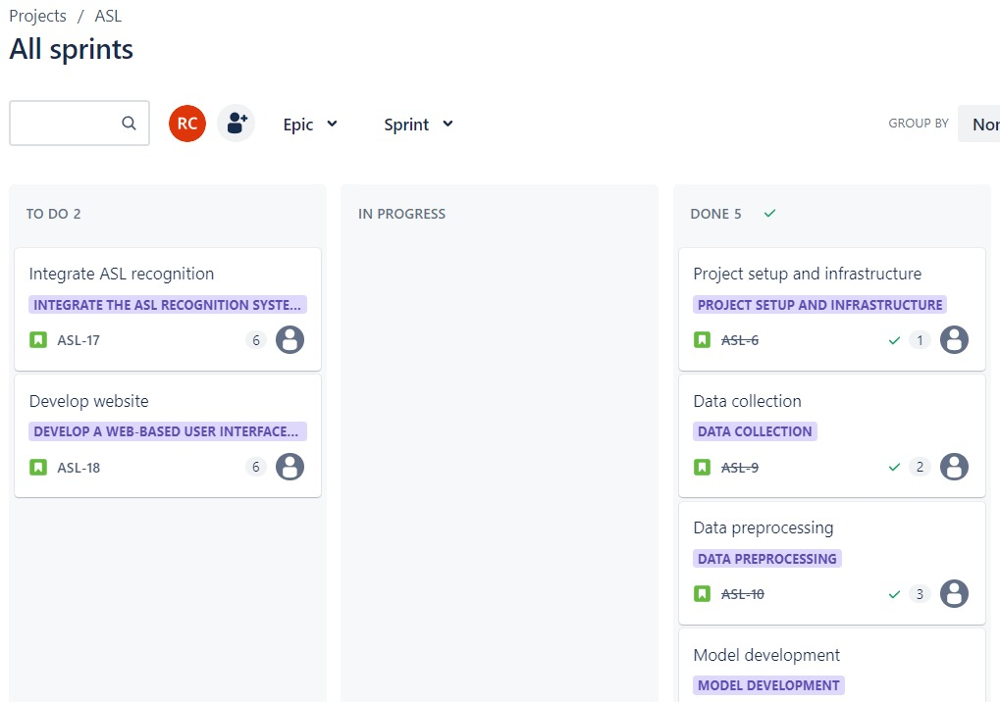 Projects / ASL
All sprints
RC
Epic
Sprint
GROUP BY
TO DO 2
Integrate ASL recognition
INTEGRATE THE ASL RECOGNITION SYSTE...
ASL-17
6
Develop website
DEVELOP A WEB-BASED USER INTERFACE...
ASL-18
6
IN PROGRESS
DONE 5
Project setup and infrastructure
PROJECT SETUP AND INFRASTRUCTURE
ASL-6
1
Data collection
DATA COLLECTION
ASL-9
2
Data preprocessing
DATA PREPROCESSING
ASL-10
3
Model development
MODEL DEVELOPMENT